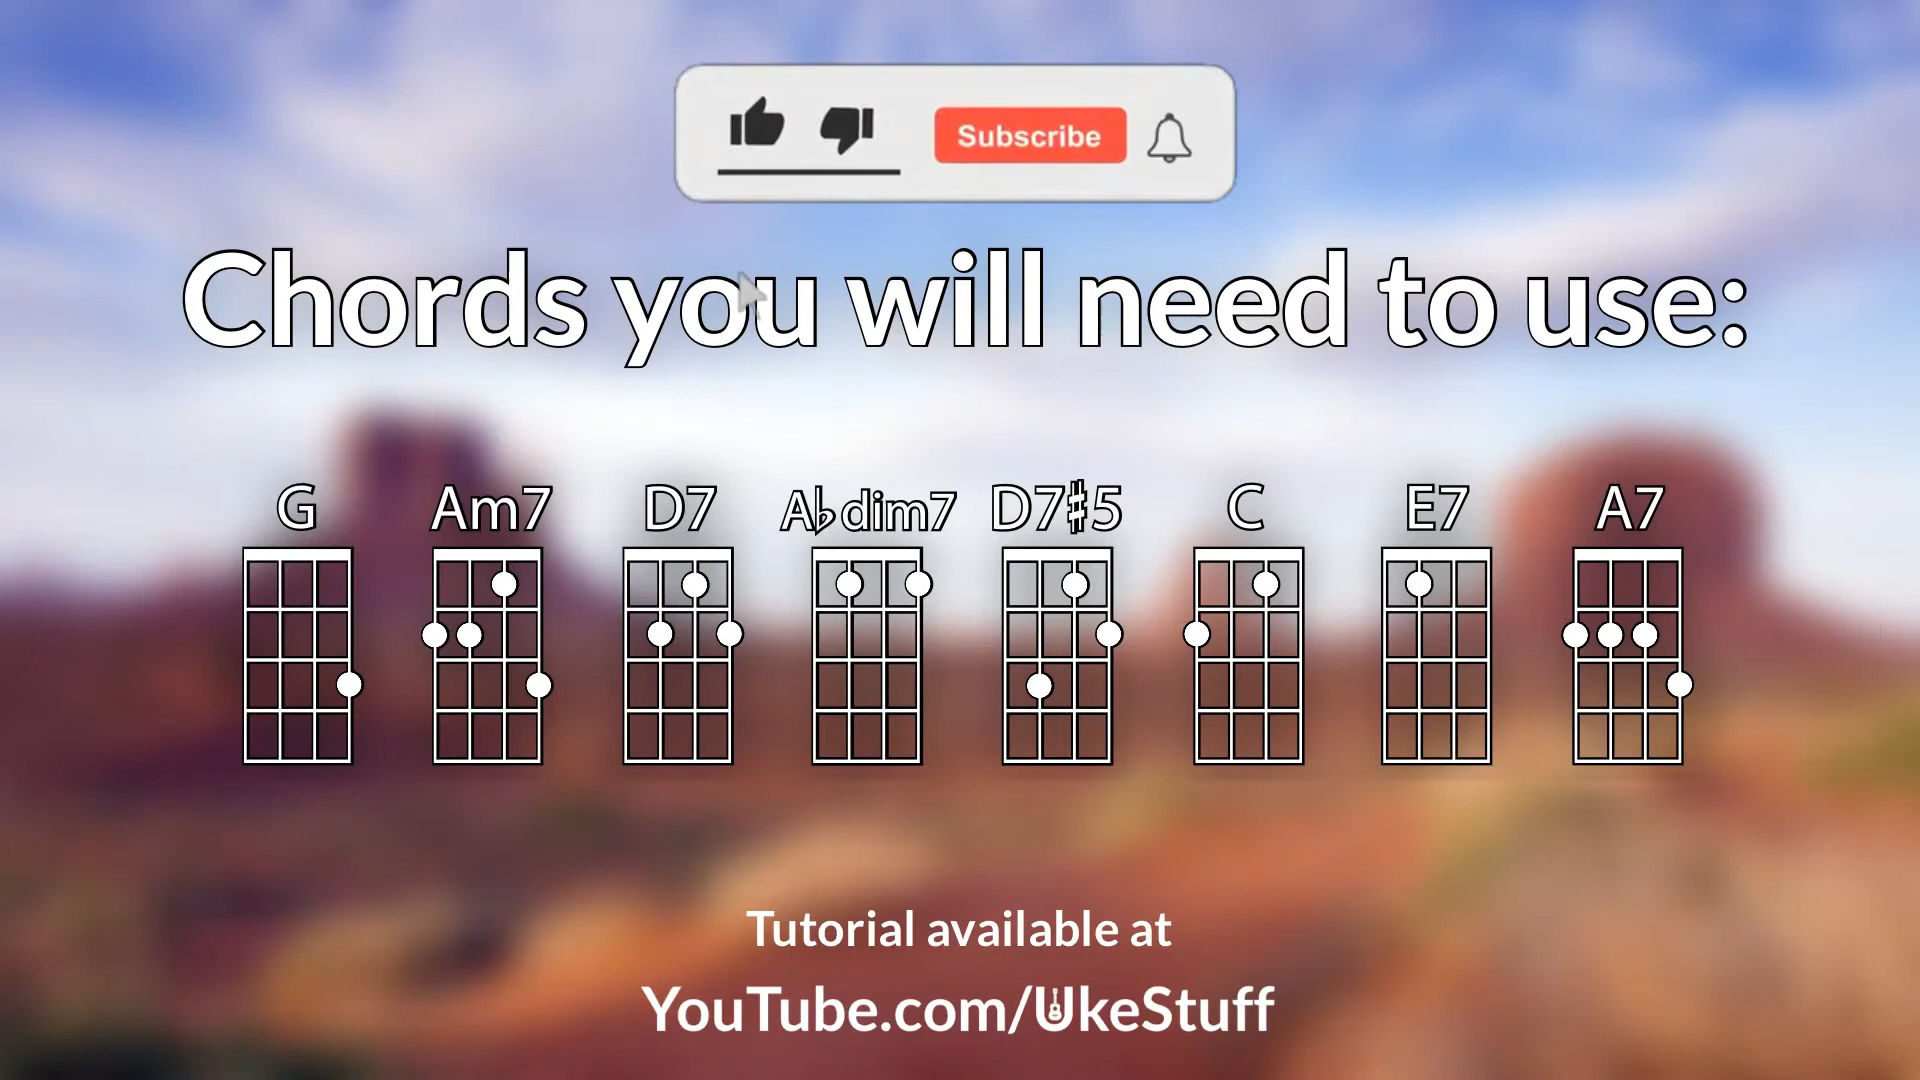 Subscribe
Chords you will need to use:
G Am7 D7 A♭dim7 D7♯5 C E7 A7
Tutorial available at
YouTube.com/UkeStuff